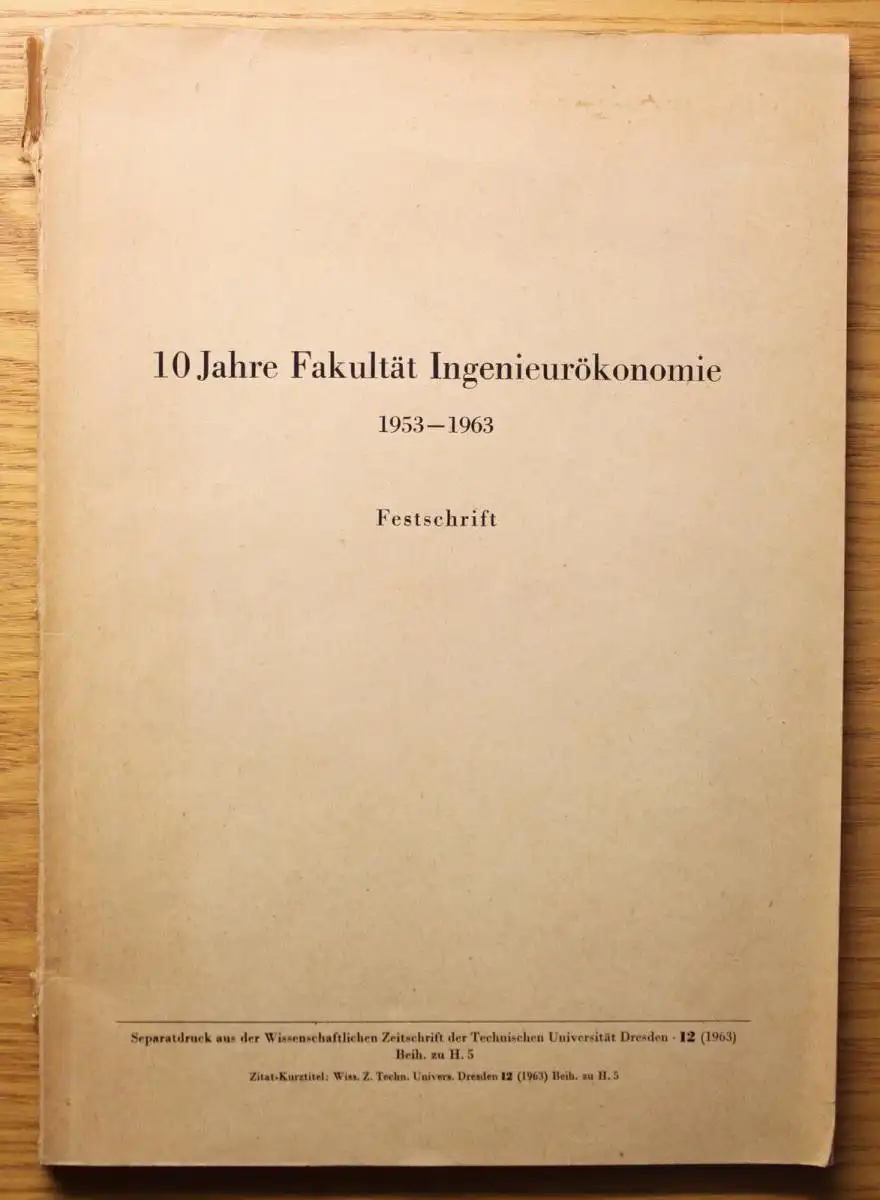 10 Jahre Fakultät Ingenieurökonomie
1953–1963
Festschrift
Separatdruck aus der Wissenschaftlichen Zeitschrift der Technischen Universität Dresden · 12 (1963)
Beih. zu H. 5
Zitat-Kurztitel: Wiss. Z. Techn. Univers. Dresden 12 (1963) Beih. zu H. 5